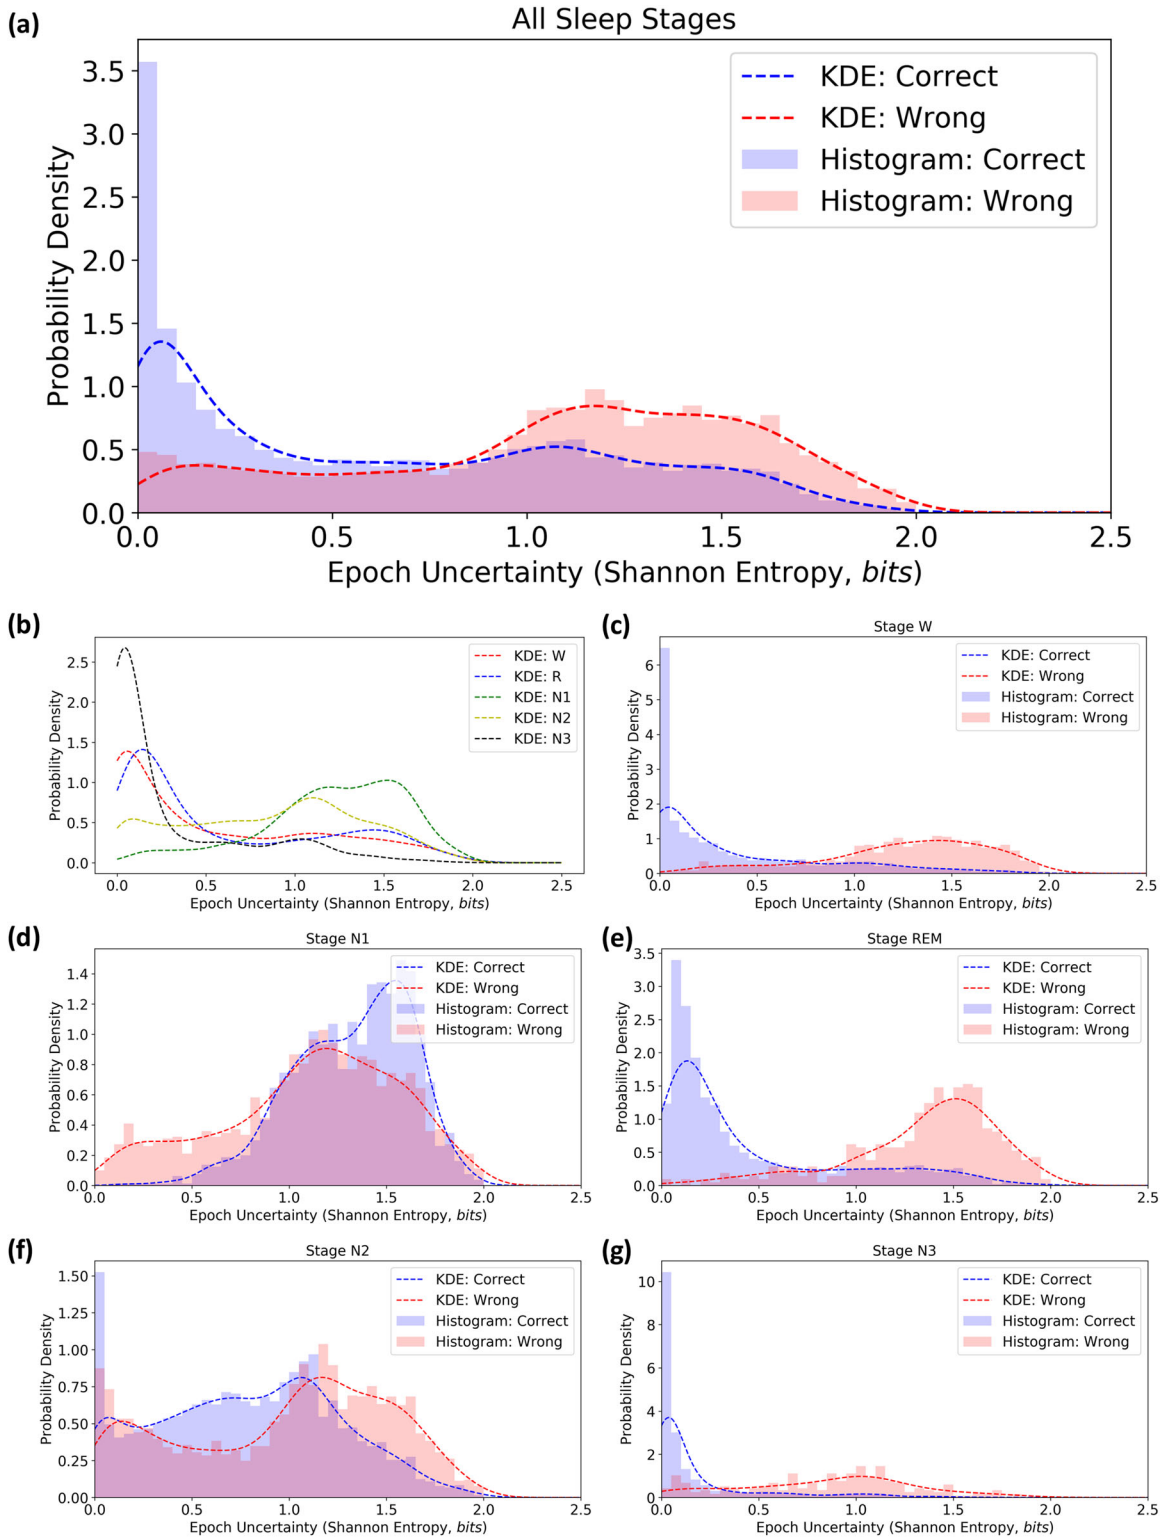 (a)
All Sleep Stages
Probability Density
3.5
3.0
2.5
2.0
1.5
1.0
0.5
0.0
KDE: Correct
KDE: Wrong
Histogram: Correct
Histogram: Wrong
0.0 0.5 1.0 1.5 2.0 2.5
Epoch Uncertainty (Shannon Entropy, bits)
(b)
Probability Density
2.5
2.0
1.5
1.0
0.5
0.0
KDE: W
KDE: R
KDE: N1
KDE: N2
KDE: N3
0.0 0.5 1.0 1.5 2.0 2.5
Epoch Uncertainty (Shannon Entropy, bits)
(c)
Stage W
Probability Density
6
5
4
3
2
1
0
KDE: Correct
KDE: Wrong
Histogram: Correct
Histogram: Wrong
0.0 0.5 1.0 1.5 2.0 2.5
Epoch Uncertainty (Shannon Entropy, bits)
(d)
Stage N1
Probability Density
1.4
1.2
1.0
0.8
0.6
0.4
0.2
0.0
KDE: Correct
KDE: Wrong
Histogram: Correct
Histogram: Wrong
0.0 0.5 1.0 1.5 2.0 2.5
Epoch Uncertainty (Shannon Entropy, bits)
(e)
Stage REM
Probability Density
3.5
3.0
2.5
2.0
1.5
1.0
0.5
0.0
KDE: Correct
KDE: Wrong
Histogram: Correct
Histogram: Wrong
0.0 0.5 1.0 1.5 2.0 2.5
Epoch Uncertainty (Shannon Entropy, bits)
(f)
Stage N2
Probability Density
1.50
1.25
1.00
0.75
0.50
0.25
0.00
KDE: Correct
KDE: Wrong
Histogram: Correct
Histogram: Wrong
0.0 0.5 1.0 1.5 2.0 2.5
Epoch Uncertainty (Shannon Entropy, bits)
(g)
Stage N3
Probability Density
10
8
6
4
2
0
KDE: Correct
KDE: Wrong
Histogram: Correct
Histogram: Wrong
0.0 0.5 1.0 1.5 2.0 2.5
Epoch Uncertainty (Shannon Entropy, bits)